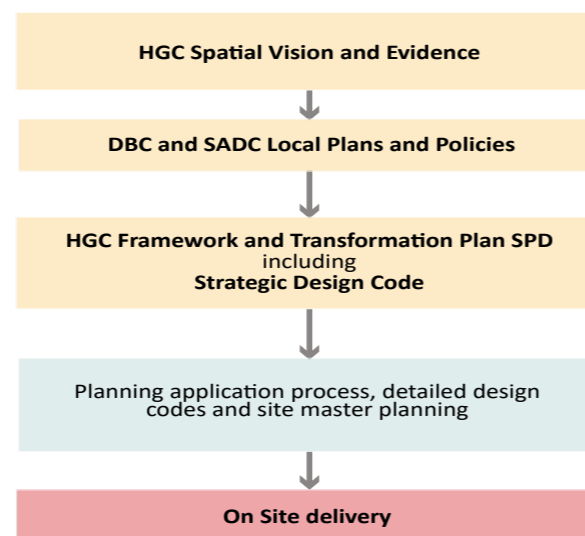 HGC Spatial Vision and Evidence
DBC and SADC Local Plans and Policies
HGC Framework and Transformation Plan SPD
including
Strategic Design Code
Planning application process, detailed design
codes and site master planning
On Site delivery